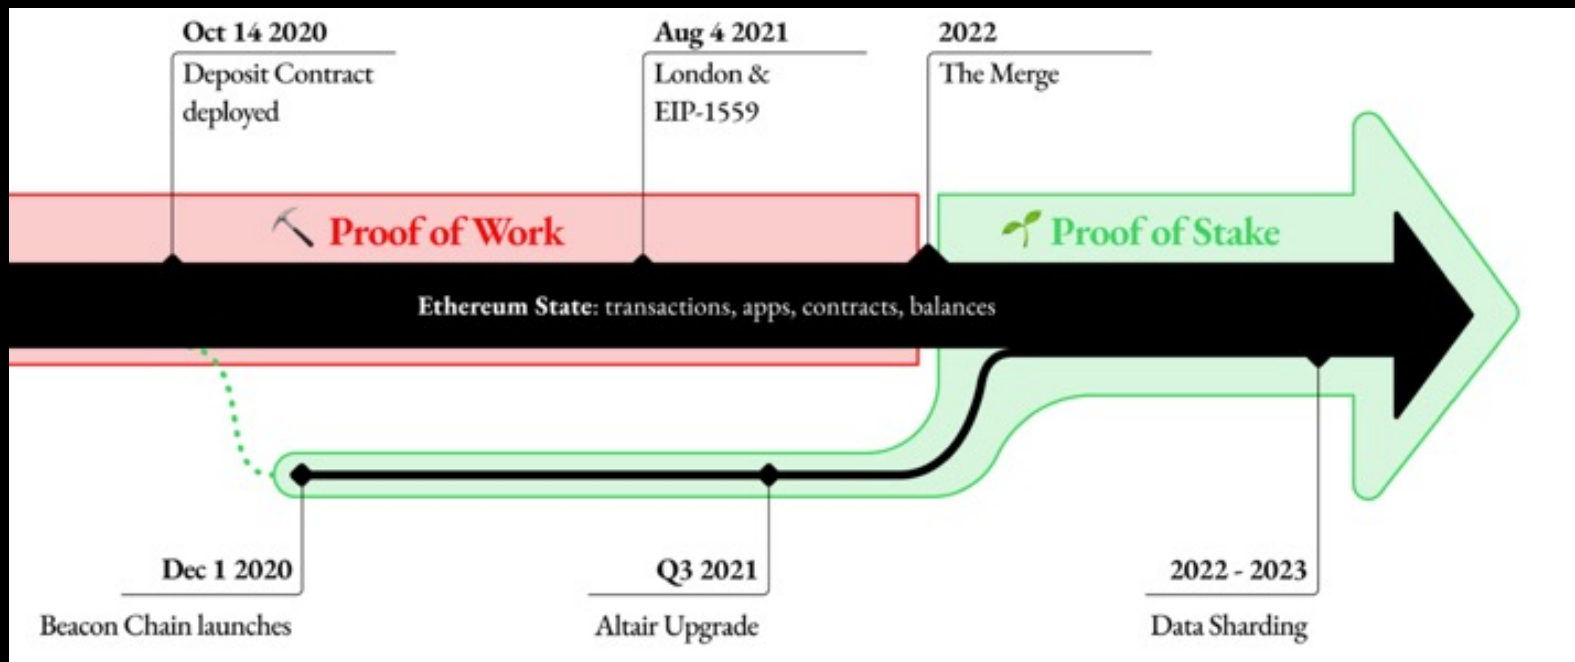 Oct 14 2020
Deposit Contract
deployed
Aug 4 2021
London &
EIP-1559
2022
The Merge
Proof of Work
Proof of Stake
Ethereum State: transactions, apps, contracts, balances
Dec 1 2020
Beacon Chain launches
Q3 2021
Altair Upgrade
2022 - 2023
Data Sharding